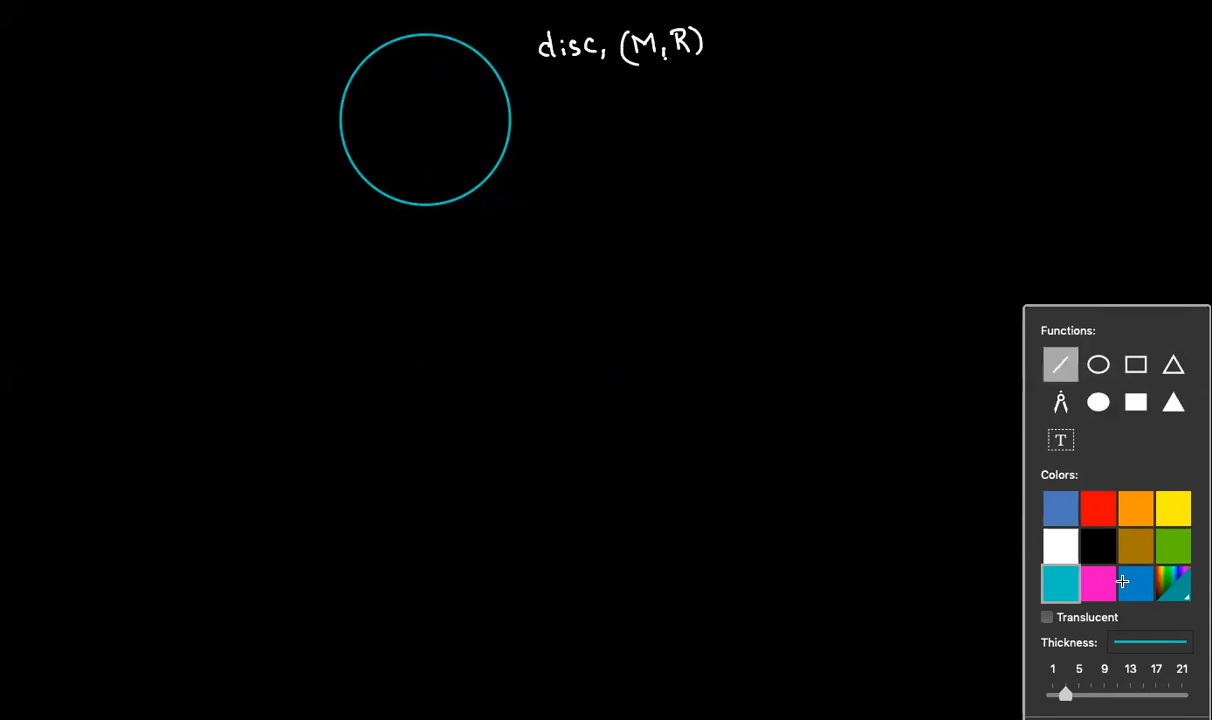 disc, (M,R)
Functions:
T
Colors:
Translucent
Thickness:
1 5 9 13 17 21